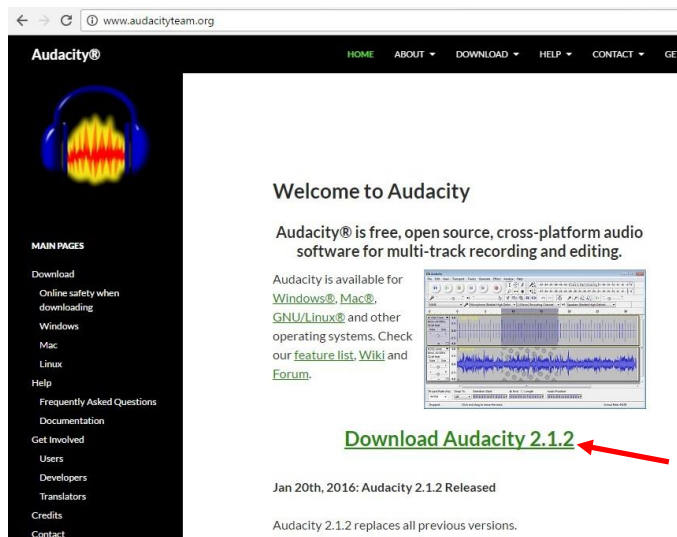 www.audacityteam.org
Audacity®
HOME ABOUT DOWNLOAD HELP CONTACT GE
MAIN PAGES
Download
Online safety when
downloading
Windows
Mac
Linux
Help
Frequently Asked Questions
Documentation
Get Involved
Users
Developers
Translators
Credits
Contact
Welcome to Audacity
Audacity® is free, open source, cross-platform audio
software for multi-track recording and editing.
Audacity is available for
Windows®, Mac®,
GNU/Linux® and other
operating systems. Check
our feature list, Wiki and
Forum.
Download Audacity 2.1.2
Jan 20th, 2016: Audacity 2.1.2 Released
Audacity 2.1.2 replaces all previous versions.